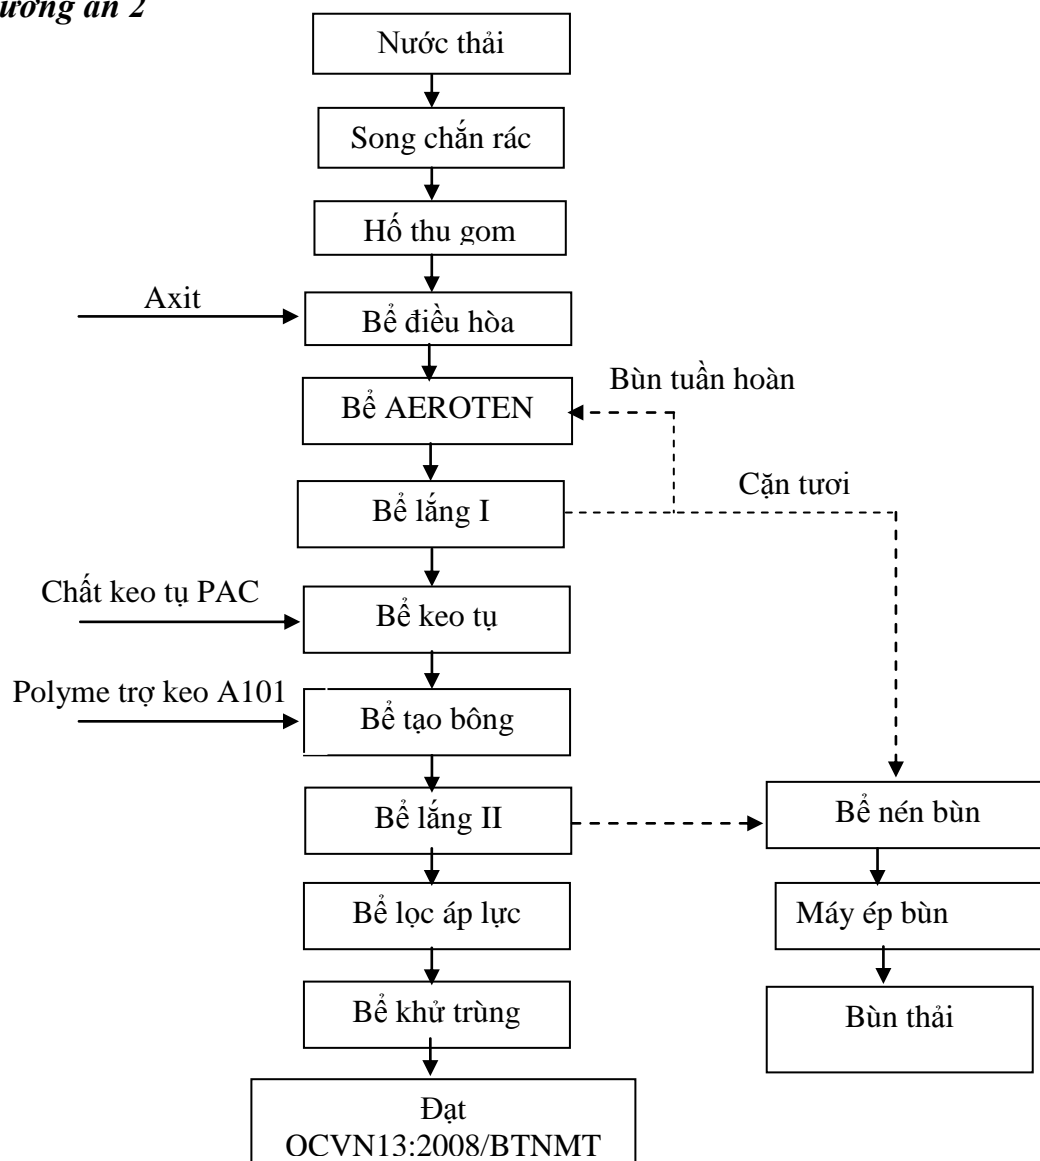 ương án 2
Nước thải
Song chắn rác
Hố thu gom
Axit
Bể điều hòa
Bùn tuần hoàn
Bể AEROTEN
Cặn tươi
Bể lắng I
Chất keo tụ PAC
Bể keo tụ
Polyme trợ keo A101
Bể tạo bông
Bể lắng II
Bể nén bùn
Bể lọc áp lực
Máy ép bùn
Bể khử trùng
Bùn thải
Đạt
QCVN13:2008/BTNMT